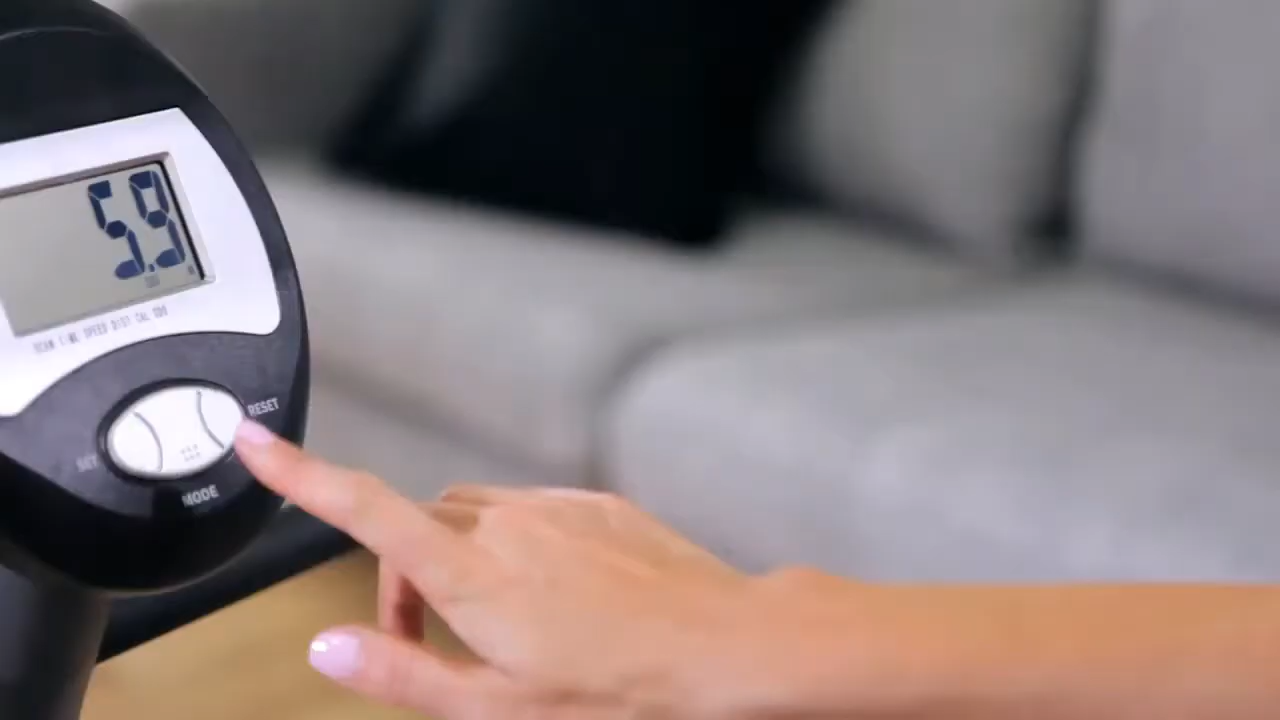 5.9
SCAN TIME SPEED DIST CAL ODO
RESET
SET
MODE